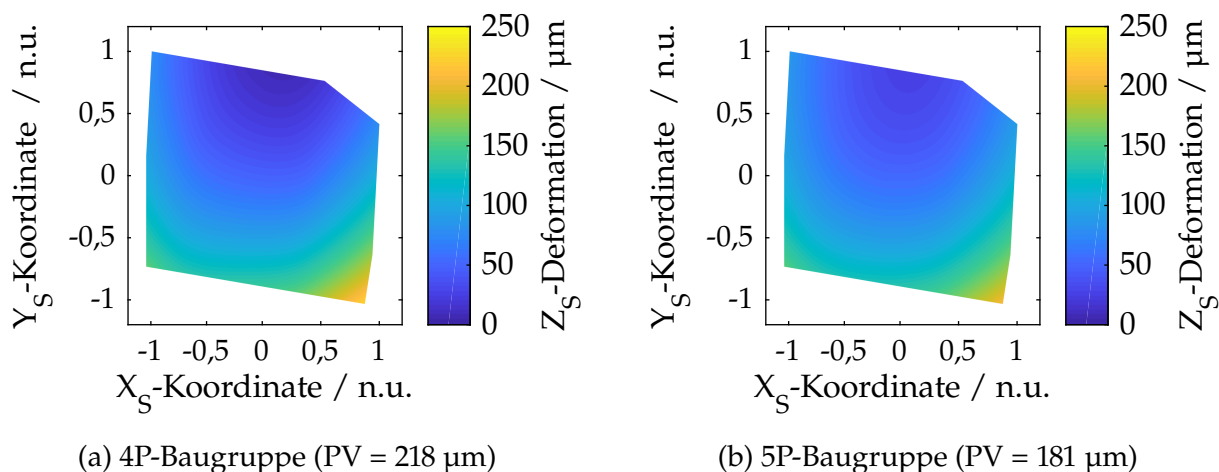 1
0,5
0
-0,5
-1
Y_S-Koordinate / n.u.
-1 -0,5 0 0,5 1
X_S-Koordinate / n.u.
250
200
150
100
50
0
Z_S-Deformation / µm
(a) 4P-Baugruppe (PV = 218 µm)
1
0,5
0
-0,5
-1
Y_S-Koordinate / n.u.
-1 -0,5 0 0,5 1
X_S-Koordinate / n.u.
250
200
150
100
50
0
Z_S-Deformation / µm
(b) 5P-Baugruppe (PV = 181 µm)